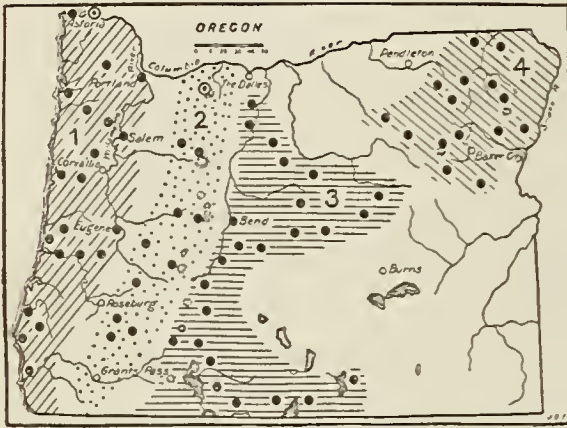 OREGON
Astoria
Columbia River
Pendleton
4
Portland
The Dalles
1
2
Salem
Baker City
Corvallis
3
Eugene
Bend
Burns
Roseburg
Grants Pass